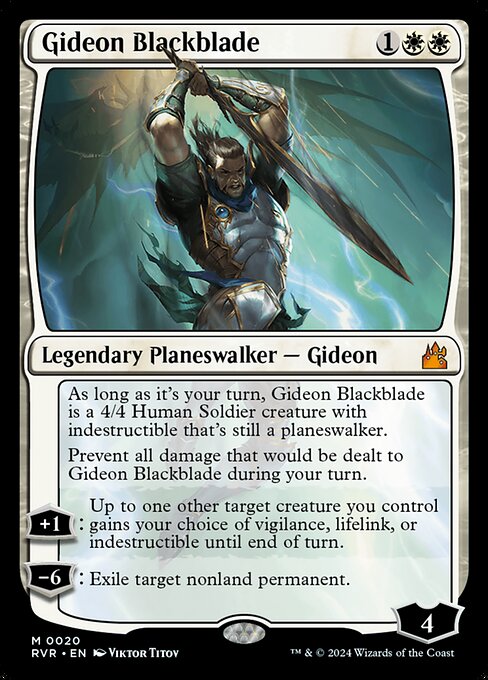 Gideon Blackblade 1
Legendary Planeswalker — Gideon
As long as it's your turn, Gideon Blackblade
is a 4/4 Human Soldier creature with
indestructible that's still a planeswalker.
Prevent all damage that would be dealt to
Gideon Blackblade during your turn.
Up to one other target creature you control
+1: gains your choice of vigilance, lifelink, or
indestructible until end of turn.
-6: Exile target nonland permanent.
4
M 0020
RVR • EN Viktor Titov ™ & © 2024 Wizards of the Coast